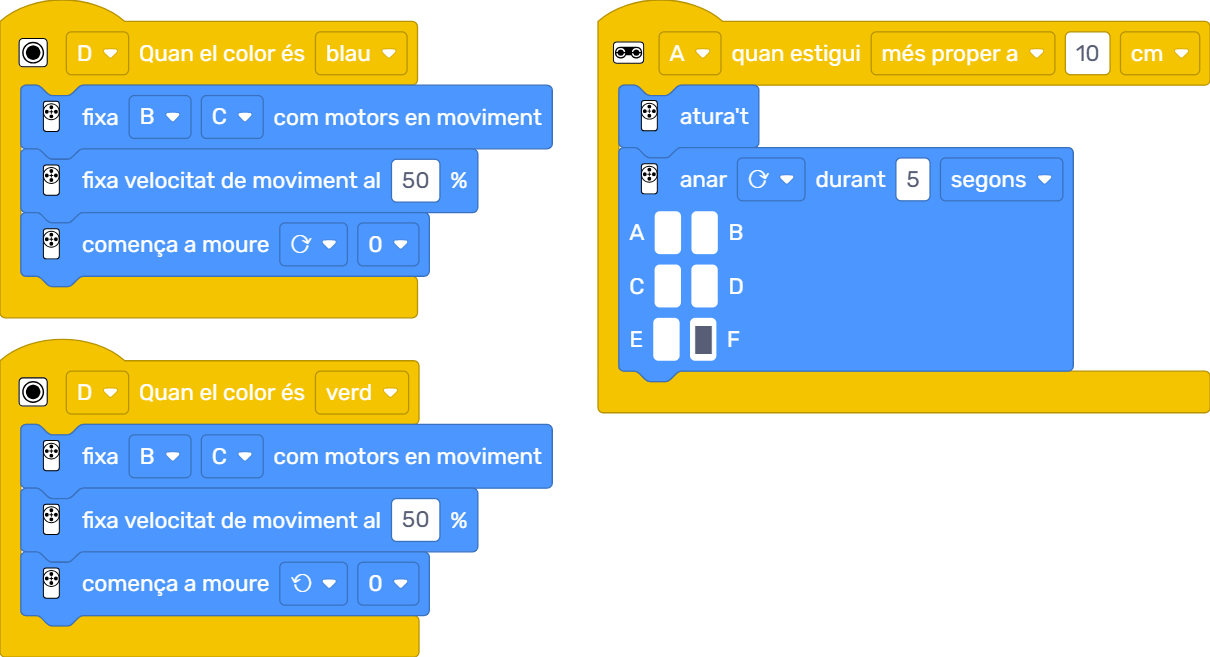 D Quan el color és blau
fixa B C com motors en moviment
fixa velocitat de moviment al 50 %
comença a moure 0
D Quan el color és verd
fixa B C com motors en moviment
fixa velocitat de moviment al 50 %
comença a moure 0
A quan estigui més proper a 10 cm
atura't
anar durant 5 segons
A B
C D
E F